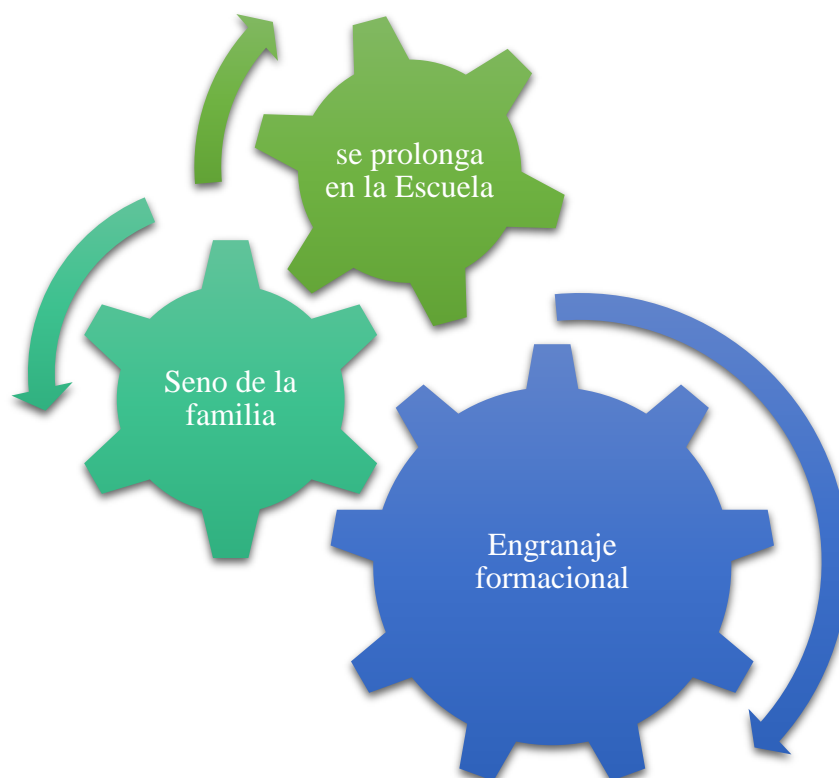 se prolonga
en la Escuela
Seno de la
familia
Engranaje
formacional